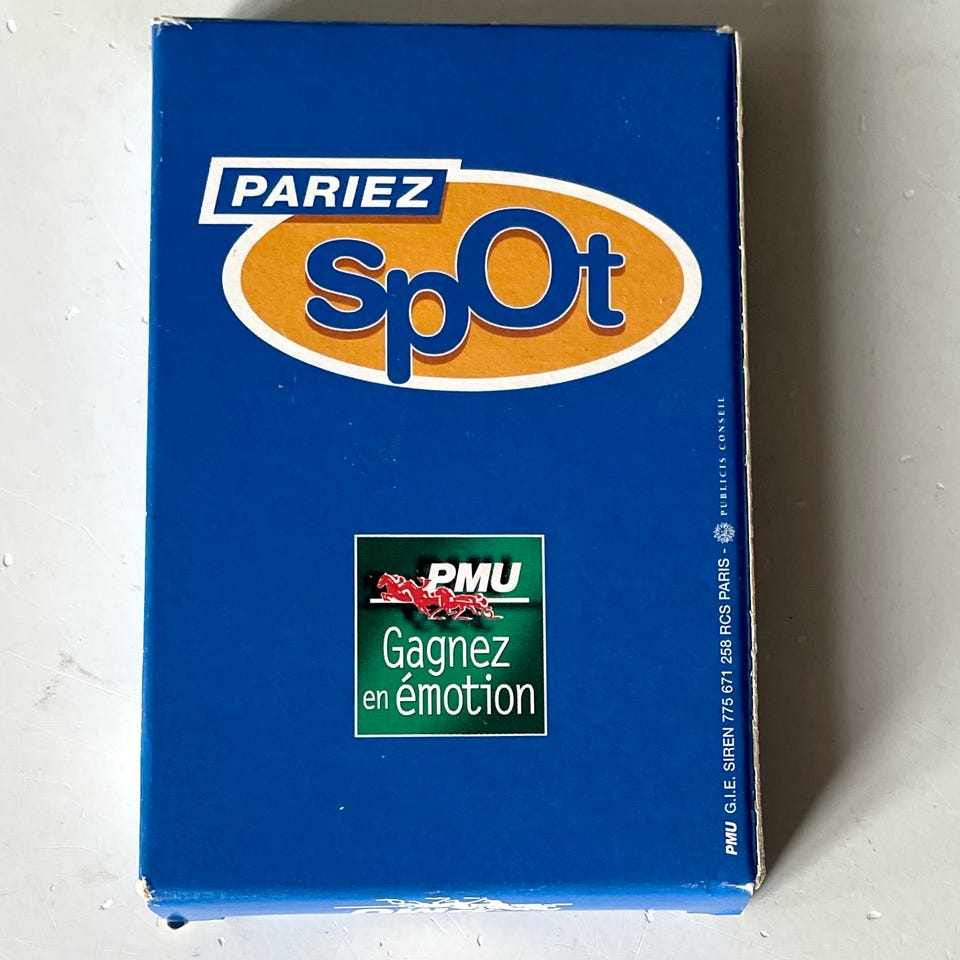 PARIEZ
spOt
PMU
Gagnez
en émotion
PMU G.I.E. SIREN 775 671 258 RCS PARIS - PUBLICIS CONSEIL